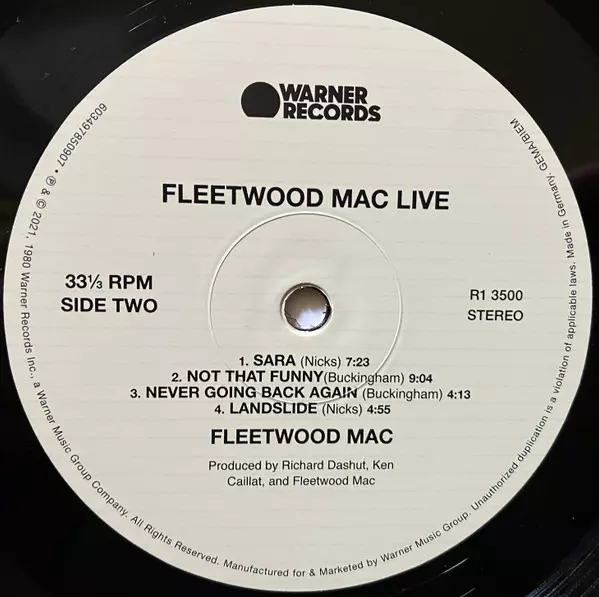 WARNER
RECORDS
FLEETWOOD MAC LIVE
33⅓ RPM
SIDE TWO
R1 3500
STEREO
1. SARA (Nicks) 7:23
2. NOT THAT FUNNY(Buckingham) 9:04
3. NEVER GOING BACK AGAIN (Buckingham) 4:13
4. LANDSLIDE (Nicks) 4:55
FLEETWOOD MAC
Produced by Richard Dashut, Ken
Caillat, and Fleetwood Mac
603497850907 • ℗ & © 2021, 1980 Warner Records Inc., a Warner Music Group Company. All Rights Reserved. Manufactured for & Marketed by Warner Music Group. Unauthorized duplication is a violation of applicable laws. Made in Germany. GEMA/BIEM